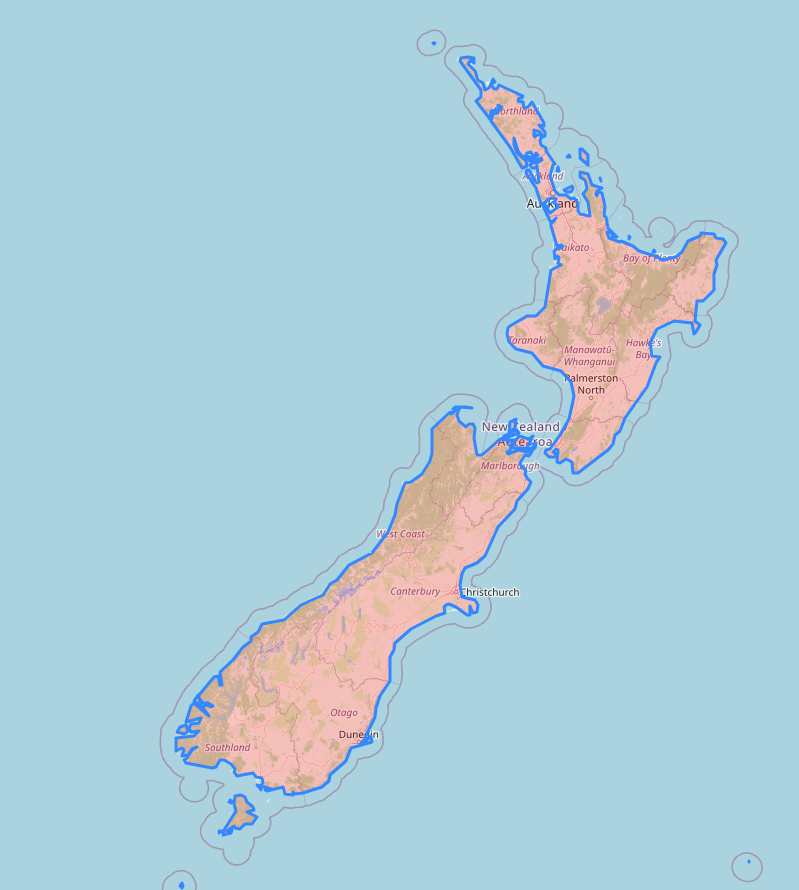 Northland
Auckland
Auckland
Waikato
Bay of Plenty
Taranaki
Hawke's
Bay
Manawatū-
Whanganui
Palmerston
North
New Zealand
Aotearoa
Marlborough
West Coast
Canterbury
Christchurch
Otago
Dunedin
Southland